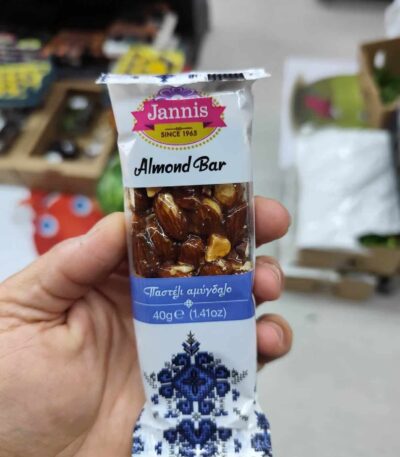 Jannis
SINCE 1963
Almond Bar
Παστέλι αμύγδαλο
40g℮ (1.41oz)